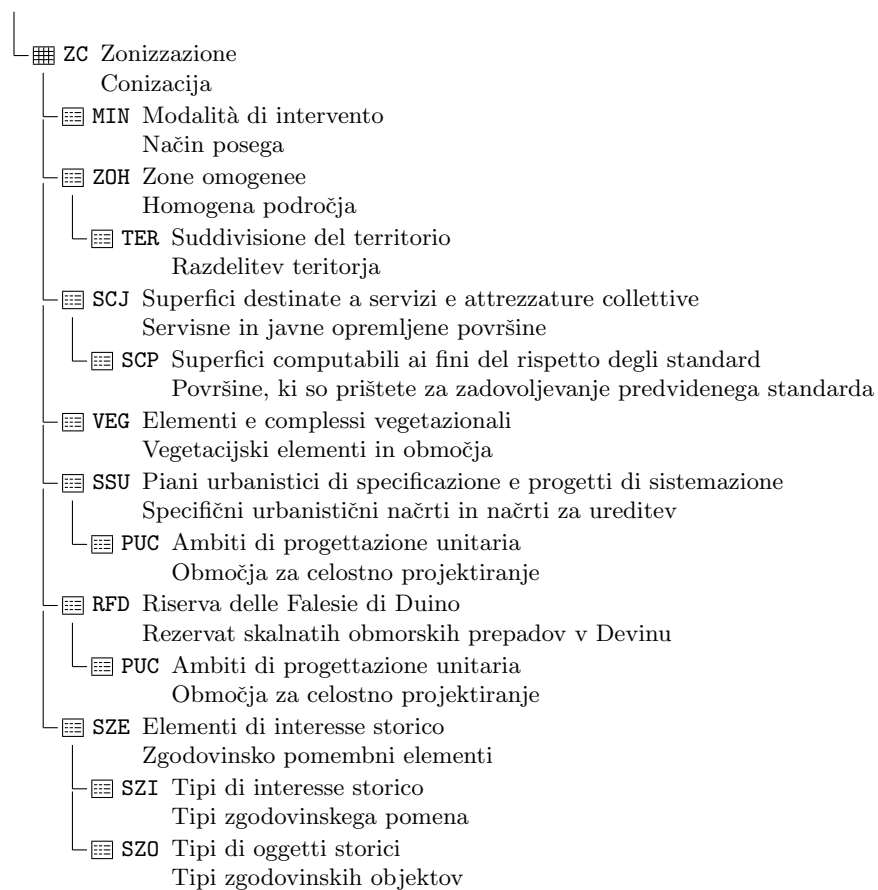 ZC Zonizzazione
Conizacija
MIN Modalità di intervento
Način posega
ZOH Zone omogenee
Homogena področja
TER Suddivisione del territorio
Razdelitev teritorja
SCJ Superfici destinate a servizi e attrezzature collettive
Servisne in javne opremljene površine
SCP Superfici computabili ai fini del rispetto degli standard
Površine, ki so prištete za zadovoljevanje predvidenega standarda
VEG Elementi e complessi vegetazionali
Vegetacijski elementi in območja
SSU Piani urbanistici di specificazione e progetti di sistemazione
Specifični urbanistični načrti in načrti za ureditev
PUC Ambiti di progettazione unitaria
Območja za celostno projektiranje
RFD Riserva delle Falesie di Duino
Rezervat skalnatih obmorskih prepadov v Devinu
PUC Ambiti di progettazione unitaria
Območja za celostno projektiranje
SZE Elementi di interesse storico
Zgodovinsko pomembni elementi
SZI Tipi di interesse storico
Tipi zgodovinskega pomena
SZO Tipi di oggetti storici
Tipi zgodovinskih objektov